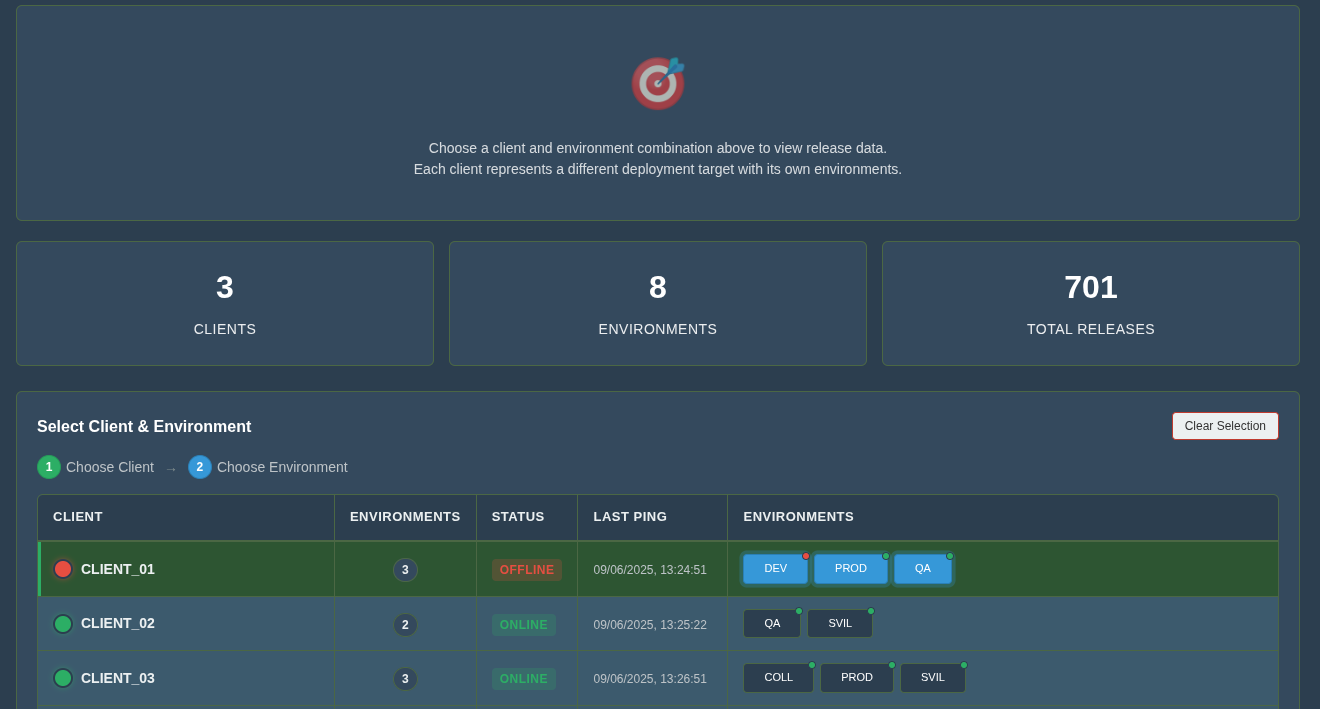 Choose a client and environment combination above to view release data.
Each client represents a different deployment target with its own environments.
3 8 701
CLIENTS ENVIRONMENTS TOTAL RELEASES
Select Client & Environment Clear Selection
1 Choose Client → 2 Choose Environment
CLIENT ENVIRONMENTS STATUS LAST PING ENVIRONMENTS
CLIENT_01 3 OFFLINE 09/06/2025, 13:24:51 DEV PROD QA
CLIENT_02 2 ONLINE 09/06/2025, 13:25:22 QA SVIL
CLIENT_03 3 ONLINE 09/06/2025, 13:26:51 COLL PROD SVIL